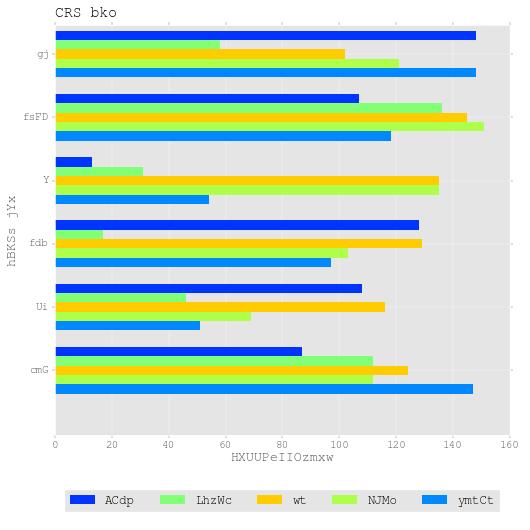 CRS bko
gj
fsFD
Y
fdb
Ui
cmG
hBKSs jYx
0 20 40 60 80 100 120 140 160
HXUUPeIIOzmxw
ACdp LhzWc wt NJMo ymtCt